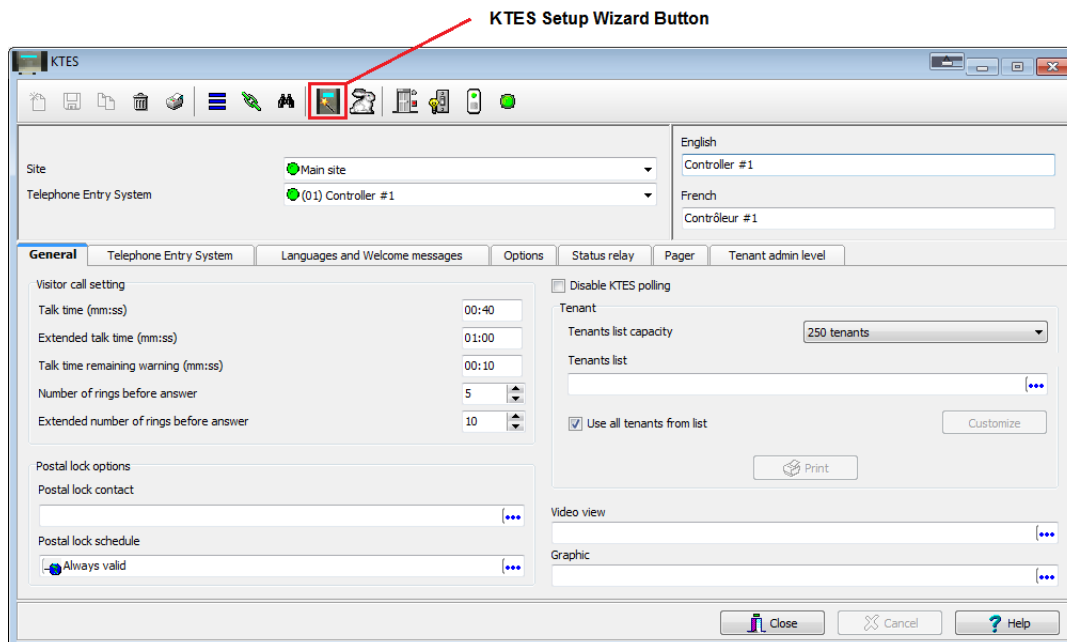 KTES Setup Wizard Button
KTES
Site
Main site
Telephone Entry System
(01) Controller #1
English
Controller #1
French
Contrôleur #1
General
Telephone Entry System
Languages and Welcome messages
Options
Status relay
Pager
Tenant admin level
Visitor call setting
Talk time (mm:ss)
00:40
Extended talk time (mm:ss)
01:00
Talk time remaining warning (mm:ss)
00:10
Number of rings before answer
5
Extended number of rings before answer
10
Postal lock options
Postal lock contact
Postal lock schedule
Always valid
Disable KTES polling
Tenant
Tenants list capacity
250 tenants
Tenants list
Use all tenants from list
Customize
Print
Video view
Graphic
Close
Cancel
Help